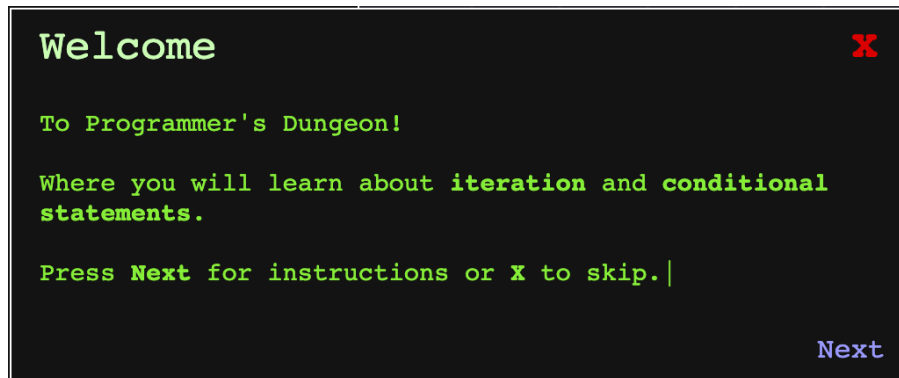 Welcome
X
To Programmer's Dungeon!
Where you will learn about iteration and conditional
statements.
Press Next for instructions or X to skip.|
Next